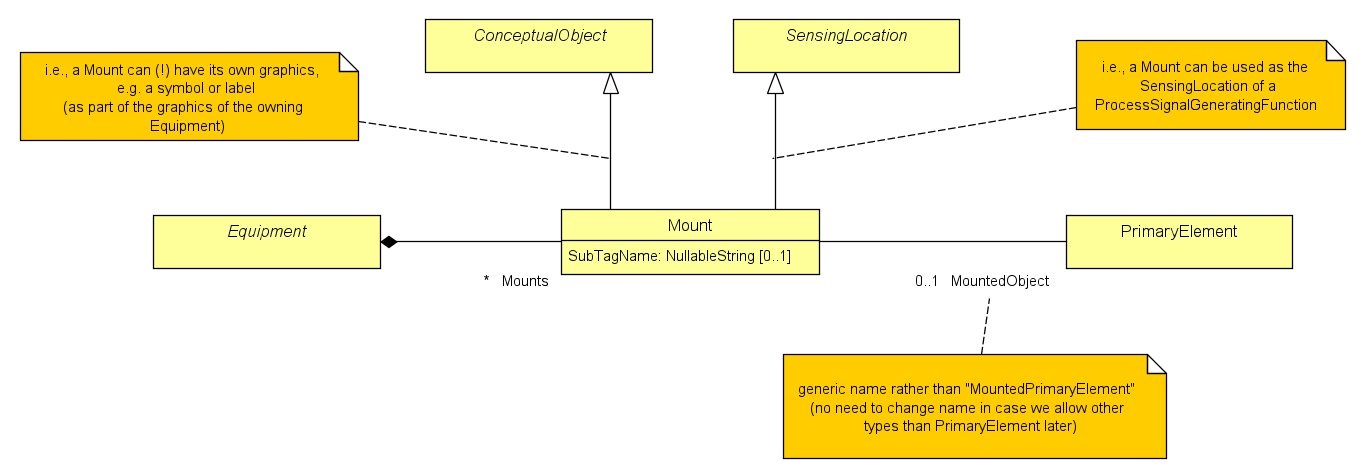 ConceptualObject
SensingLocation
i.e., a Mount can (!) have its own graphics,
e.g. a symbol or label
(as part of the graphics of the owning
Equipment)
i.e., a Mount can be used as the
SensingLocation of a
ProcessSignalGeneratingFunction
Equipment
Mount
SubTagName: NullableString [0..1]
PrimaryElement
* Mounts
0..1 MountedObject
generic name rather than "MountedPrimaryElement"
(no need to change name in case we allow other
types than PrimaryElement later)